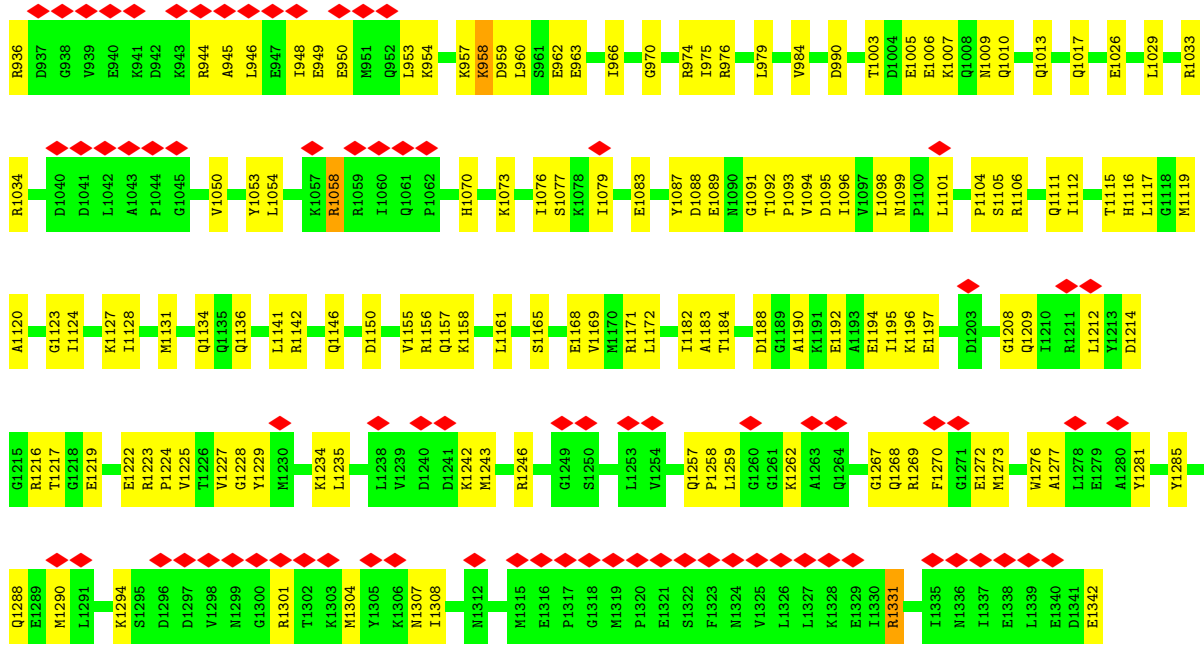 R936 D937 G938 V939 E940 K941 D942 K943 R944 A945 L946 E947 I948 E949 E950 M951 Q952 L953 K954 K957 K958 D959 L960 S961 E962 E963 I966 G970 R974 I975 R976 L979 V984 D990 T1003 D1004 E1005 E1006 K1007 Q1008 N1009 Q1010 Q1013 Q1017 E1026 L1029 R1033
R1034 D1040 D1041 L1042 A1043 P1044 G1045 V1050 Y1053 L1054 K1057 R1058 R1059 I1060 Q1061 P1062 H1070 K1073 I1076 S1077 K1078 I1079 E1083 Y1087 D1088 E1089 N1090 G1091 T1092 P1093 V1094 D1095 I1096 V1097 L1098 N1099 P1100 L1101 P1104 S1105 R1106 Q1111 I1112 T1115 H1116 L1117 G1118 M1119
A1120 G1123 I1124 K1127 I1128 M1131 Q1134 Q1135 Q1136 L1141 R1142 Q1146 D1150 V1155 R1156 Q1157 K1158 L1161 S1165 E1168 V1169 M1170 R1171 L1172 I1182 A1183 T1184 D1188 G1189 A1190 K1191 E1192 A1193 E1194 I1195 K1196 E1197 D1203 G1208 Q1209 I1210 R1211 L1212 Y1213 D1214
G1215 R1216 T1217 G1218 E1219 E1222 R1223 P1224 V1225 T1226 V1227 G1228 Y1229 M1230 K1234 L1235 L1238 V1239 D1240 D1241 K1242 M1243 R1246 G1249 S1250 L1253 V1254 Q1257 P1258 L1259 G1260 G1261 K1262 A1263 Q1264 G1267 Q1268 R1269 F1270 G1271 E1272 M1273 W1276 A1277 L1278 E1279 A1280 Y1281 Y1285
Q1288 E1289 M1290 L1291 K1294 S1295 D1296 D1297 V1298 N1299 G1300 R1301 T1302 K1303 M1304 Y1305 K1306 N1307 I1308 N1312 M1315 E1316 P1317 G1318 M1319 P1320 E1321 S1322 F1323 N1324 V1325 L1326 L1327 K1328 E1329 I1330 R1331 I1335 N1336 I1337 E1338 L1339 E1340 D1341 E1342